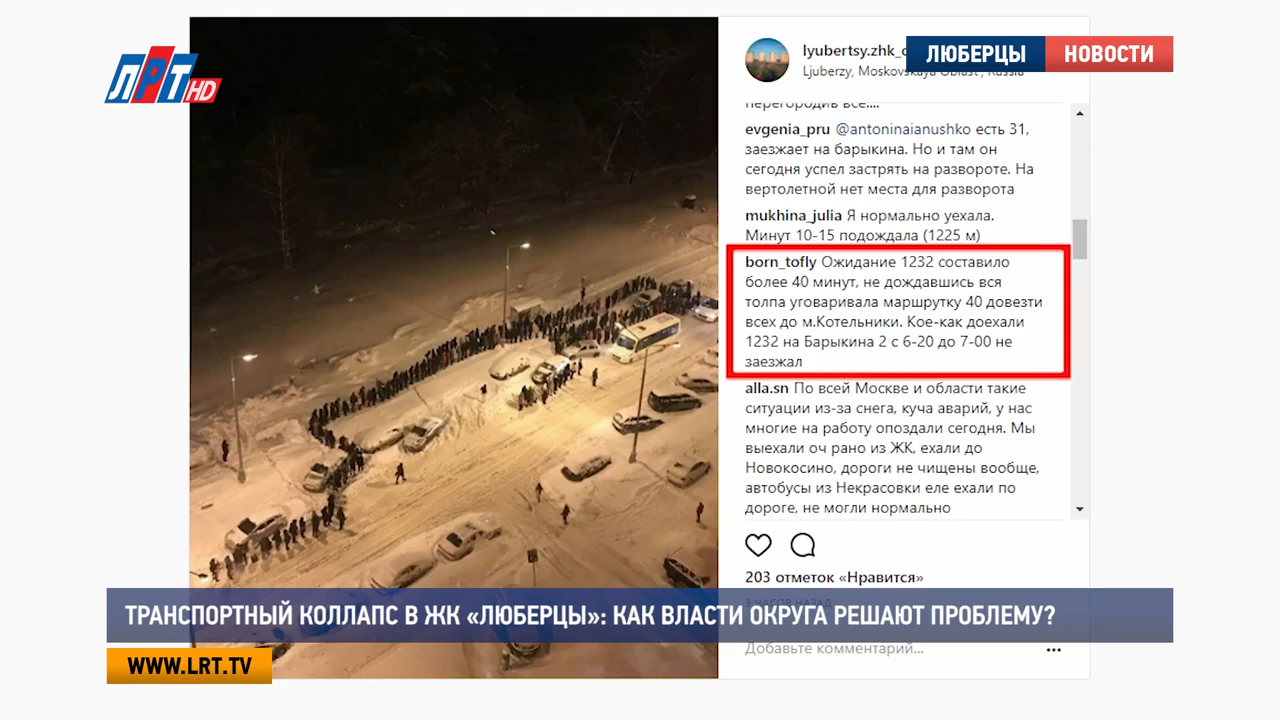 ЛРТHD
ЛЮБЕРЦЫ НОВОСТИ
lyubertsy.zhk_
Ljuberzy, Moskovskaya Oblast', Russia
перегородив все....
evgenia_pru @antoninaianushko есть 31,
заезжает на барыкина. Но и там он
сегодня успел застрять на развороте. На
вертолетной нет места для разворота
mukhina_julia Я нормально уехала.
Минут 10-15 подождала (1225 м)
born_tofly Ожидание 1232 составило
более 40 минут, не дождавшись вся
толпа уговаривала маршрутку 40 довезти
всех до м.Котельники. Кое-как доехали
1232 на Барыкина 2 с 6-20 до 7-00 не
заезжал
alla.sn По всей Москве и области такие
ситуации из-за снега, куча аварий, у нас
многие на работу опоздали сегодня. Мы
выехали оч рано из ЖК, ехали до
Новокосино, дороги не чищены вообще,
автобусы из Некрасовки еле ехали по
дороге, не могли нормально
203 отметок «Нравится»
3 ЧАСОВ НАЗАД
ТРАНСПОРТНЫЙ КОЛЛАПС В ЖК «ЛЮБЕРЦЫ»: КАК ВЛАСТИ ОКРУГА РЕШАЮТ ПРОБЛЕМУ?
Добавьте комментарий...
WWW.LRT.TV